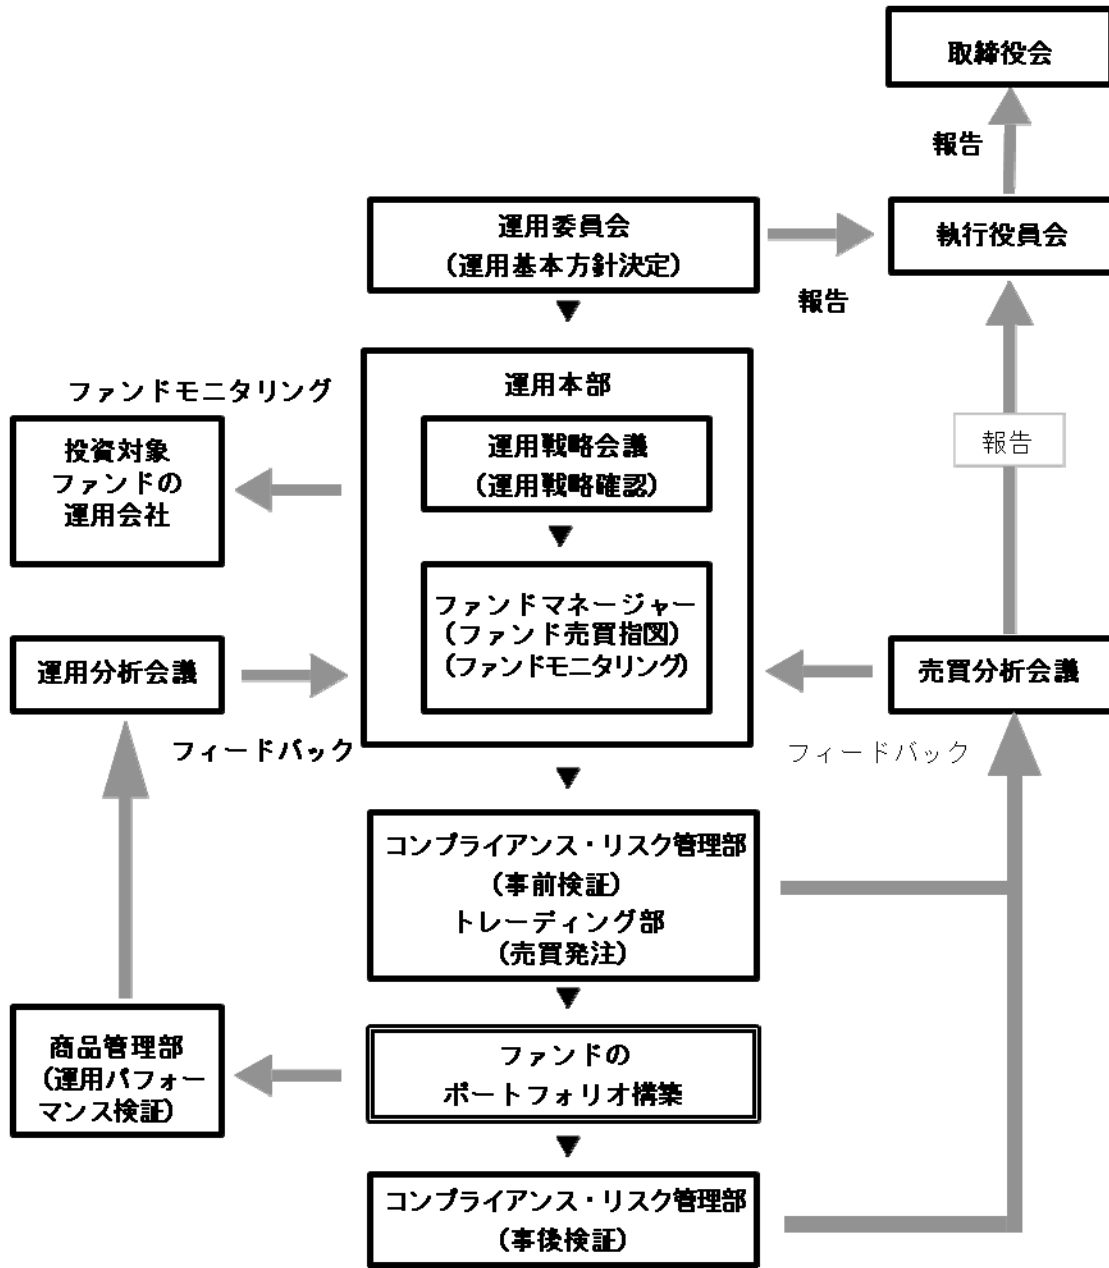 取締役会
報告
運用委員会
(運用基本方針決定)
執行役員会
報告
運用本部
ファンドモニタリング
投資対象
ファンドの
運用会社
運用戦略会議
(運用戦略確認)
報告
ファンドマネージャー
(ファンド売買指図)
(ファンドモニタリング)
運用分析会議
売買分析会議
フィードバック
フィードバック
コンプライアンス・リスク管理部
(事前検証)
トレーディング部
(売買発注)
商品管理部
(運用パフォー
マンス検証)
ファンドの
ポートフォリオ構築
コンプライアンス・リスク管理部
(事後検証)